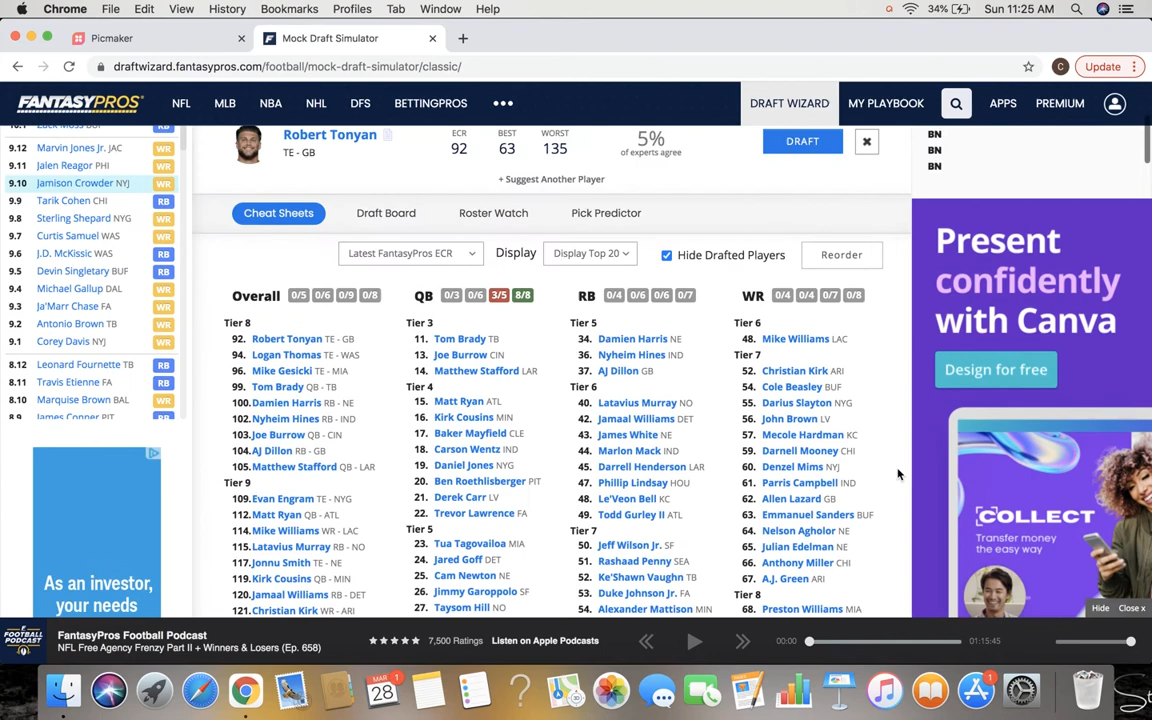 Chrome File Edit View History Bookmarks Profiles Tab Window Help 34% Sun 11:25 AM
Picmaker Mock Draft Simulator
draftwizard.fantasypros.com/football/mock-draft-simulator/classic/ C Update
FANTASYPROS NFL MLB NBA NHL DFS BETTINGPROS ••• DRAFT WIZARD MY PLAYBOOK APPS PREMIUM
10.1 Zack Moss BUF RB
9.12 Marvin Jones Jr. JAC WR
9.11 Jalen Reagor PHI WR
9.10 Jamison Crowder NYJ WR
9.9 Tarik Cohen CHI RB
9.8 Sterling Shepard NYG WR
9.7 Curtis Samuel WAS WR
9.6 J.D. McKissic WAS RB
9.5 Devin Singletary BUF RB
9.4 Michael Gallup DAL WR
9.3 Ja'Marr Chase FA WR
9.2 Antonio Brown TB WR
9.1 Corey Davis NYJ WR
8.12 Leonard Fournette TB RB
8.11 Travis Etienne FA RB
8.10 Marquise Brown BAL WR
8.9 James Conner PIT RB
As an investor,
your needs
Robert Tonyan
TE - GB
ECR
92
BEST
63
WORST
135
5%
of experts agree
DRAFT ✖
+ Suggest Another Player
Cheat Sheets Draft Board Roster Watch Pick Predictor
Latest FantasyPros ECR Display Display Top 20 Hide Drafted Players Reorder
Overall 0/5 0/6 0/9 0/8
Tier 8
92. Robert Tonyan TE - GB
94. Logan Thomas TE - WAS
96. Mike Gesicki TE - MIA
99. Tom Brady QB - TB
100. Damien Harris RB - NE
102. Nyheim Hines RB - IND
103. Joe Burrow QB - CIN
104. AJ Dillon RB - GB
105. Matthew Stafford QB - LAR
Tier 9
109. Evan Engram TE - NYG
112. Matt Ryan QB - ATL
114. Mike Williams WR - LAC
115. Latavius Murray RB - NO
117. Jonnu Smith TE - NE
119. Kirk Cousins QB - MIN
120. Jamaal Williams RB - DET
121. Christian Kirk WR - ARI
QB 0/3 0/6 3/5 8/8
Tier 3
11. Tom Brady TB
13. Joe Burrow CIN
14. Matthew Stafford LAR
Tier 4
15. Matt Ryan ATL
16. Kirk Cousins MIN
17. Baker Mayfield CLE
18. Carson Wentz IND
19. Daniel Jones NYG
20. Ben Roethlisberger PIT
21. Derek Carr LV
22. Trevor Lawrence FA
Tier 5
23. Tua Tagovailoa MIA
24. Jared Goff DET
25. Cam Newton NE
26. Jimmy Garoppolo SF
27. Taysom Hill NO
RB 0/4 0/6 0/6 0/7
Tier 5
34. Damien Harris NE
36. Nyheim Hines IND
37. AJ Dillon GB
Tier 6
40. Latavius Murray NO
42. Jamaal Williams DET
43. James White NE
44. Marlon Mack IND
45. Darrell Henderson LAR
47. Phillip Lindsay HOU
48. Le'Veon Bell KC
49. Todd Gurley II ATL
Tier 7
50. Jeff Wilson Jr. SF
51. Rashaad Penny SEA
52. Ke'Shawn Vaughn TB
53. Duke Johnson Jr. FA
54. Alexander Mattison MIN
WR 0/4 0/4 0/7 0/8
Tier 6
48. Mike Williams LAC
Tier 7
52. Christian Kirk ARI
54. Cole Beasley BUF
55. Darius Slayton NYG
56. John Brown LV
57. Mecole Hardman KC
59. Darnell Mooney CHI
60. Denzel Mims NYJ
61. Parris Campbell IND
62. Allen Lazard GB
63. Emmanuel Sanders BUF
64. Nelson Agholor NE
65. Julian Edelman NE
66. Anthony Miller CHI
67. A.J. Green ARI
Tier 8
68. Preston Williams MIA
BN
BN
BN
Present
confidently
with Canva
Design for free
COLLECT
Transfer money
the easy way
Hide Close x
FOOTBALL
PODCAST
FantasyPros Football Podcast
NFL Free Agency Frenzy Part II + Winners & Losers (Ep. 658)
7,500 Ratings Listen on Apple Podcasts 00:00 01:15:45
MAR 1
28
1